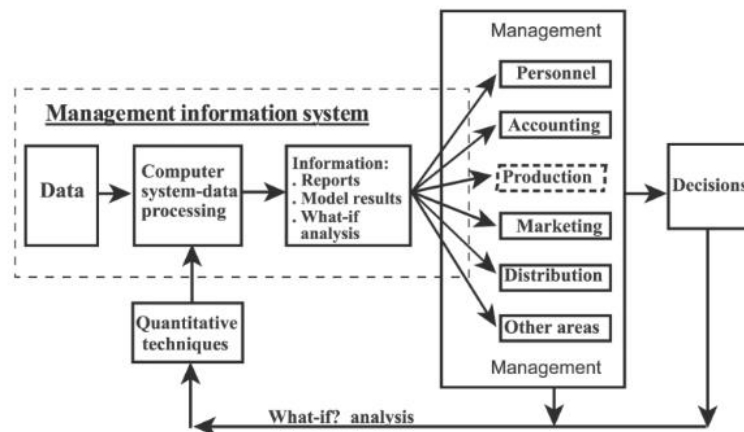 Management
Personnel
Management information system
Accounting
Data
Computer
system-data
processing
Information:
. Reports
. Model results
. What-if
analysis
Production
Decisions
Marketing
Distribution
Quantitative
techniques
Other areas
Management
What-if? analysis